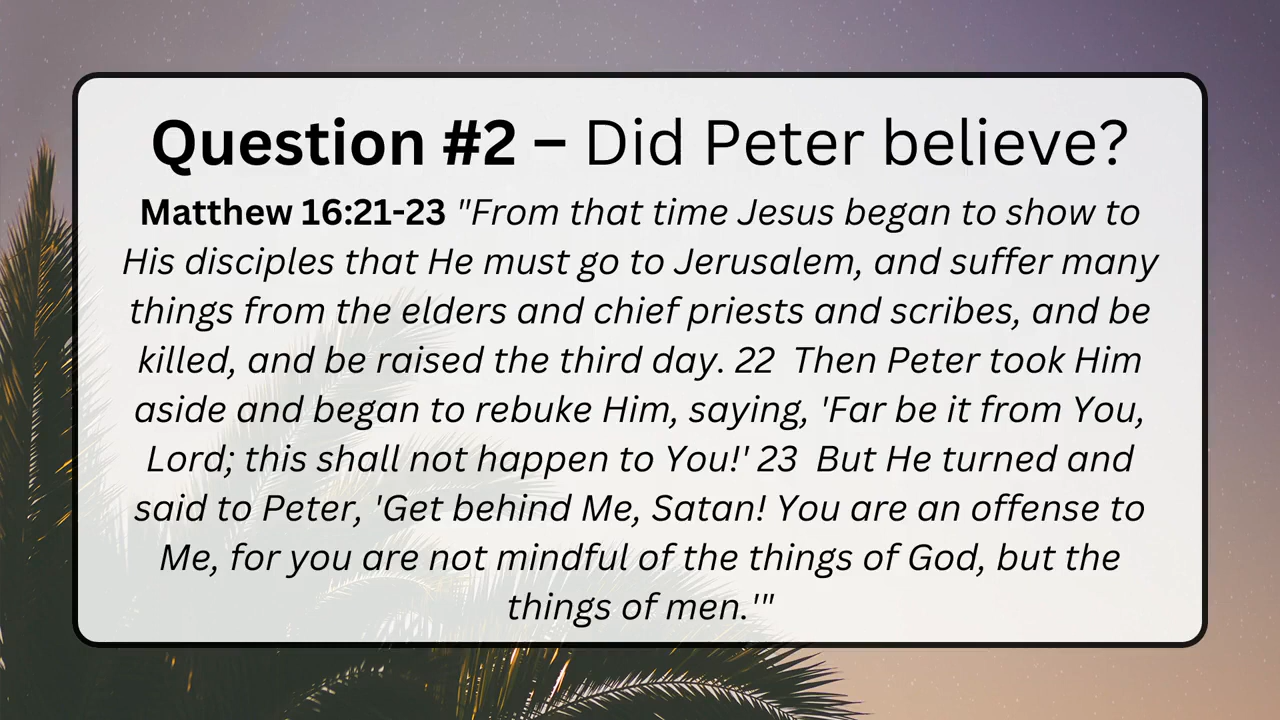 Question #2 – Did Peter believe?
Matthew 16:21-23 "From that time Jesus began to show to
His disciples that He must go to Jerusalem, and suffer many
things from the elders and chief priests and scribes, and be
killed, and be raised the third day. 22  Then Peter took Him
aside and began to rebuke Him, saying, 'Far be it from You,
Lord; this shall not happen to You!' 23  But He turned and
said to Peter, 'Get behind Me, Satan! You are an offense to
Me, for you are not mindful of the things of God, but the
things of men.'"